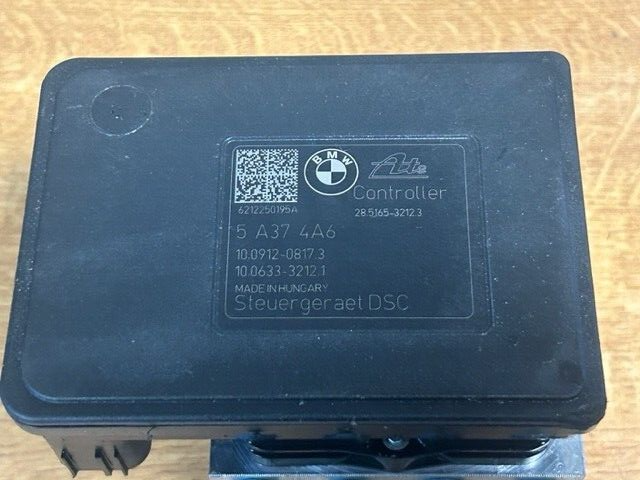 BMW
Ate
Controller
6212250195A
28.5165-3212.3
5 A37 4A6
10.0912-0817.3
10.0633-3212.1
MADE IN HUNGARY
Steuergeraet DSC